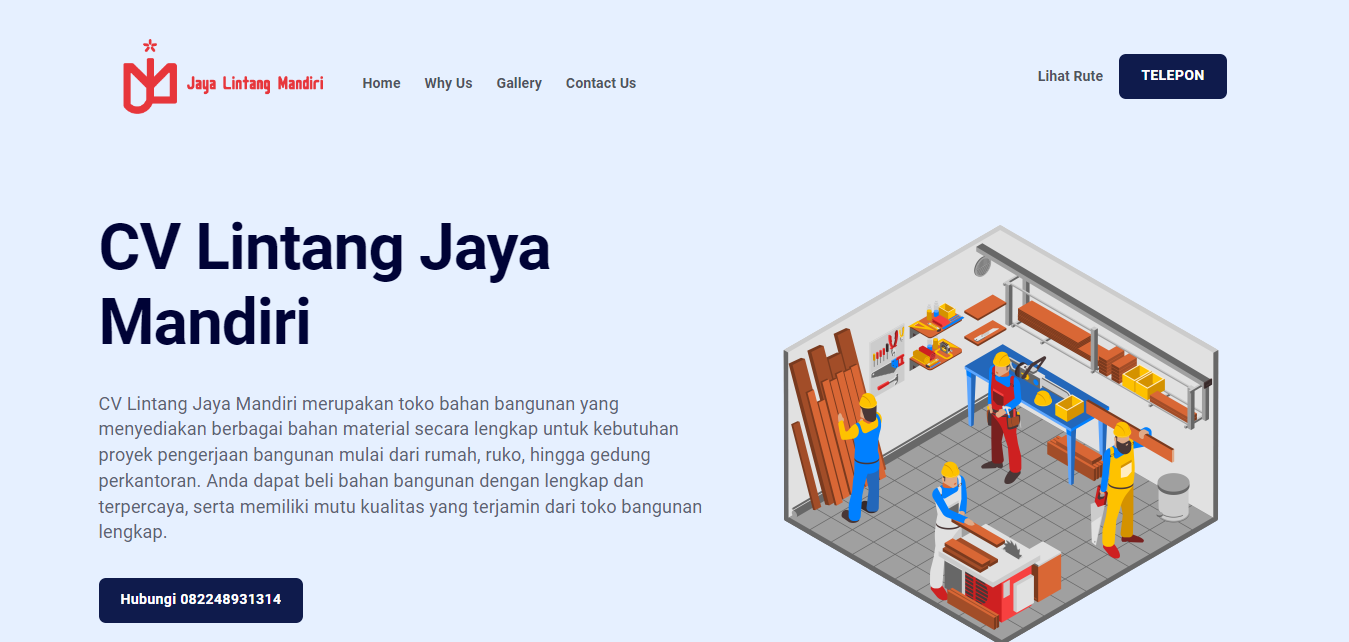 Jaya Lintang Mandiri
Home Why Us Gallery Contact Us
Lihat Rute TELEPON
CV Lintang Jaya
Mandiri
CV Lintang Jaya Mandiri merupakan toko bahan bangunan yang
menyediakan berbagai bahan material secara lengkap untuk kebutuhan
proyek pengerjaan bangunan mulai dari rumah, ruko, hingga gedung
perkantoran. Anda dapat beli bahan bangunan dengan lengkap dan
terpercaya, serta memiliki mutu kualitas yang terjamin dari toko bangunan
lengkap.
Hubungi 082248931314